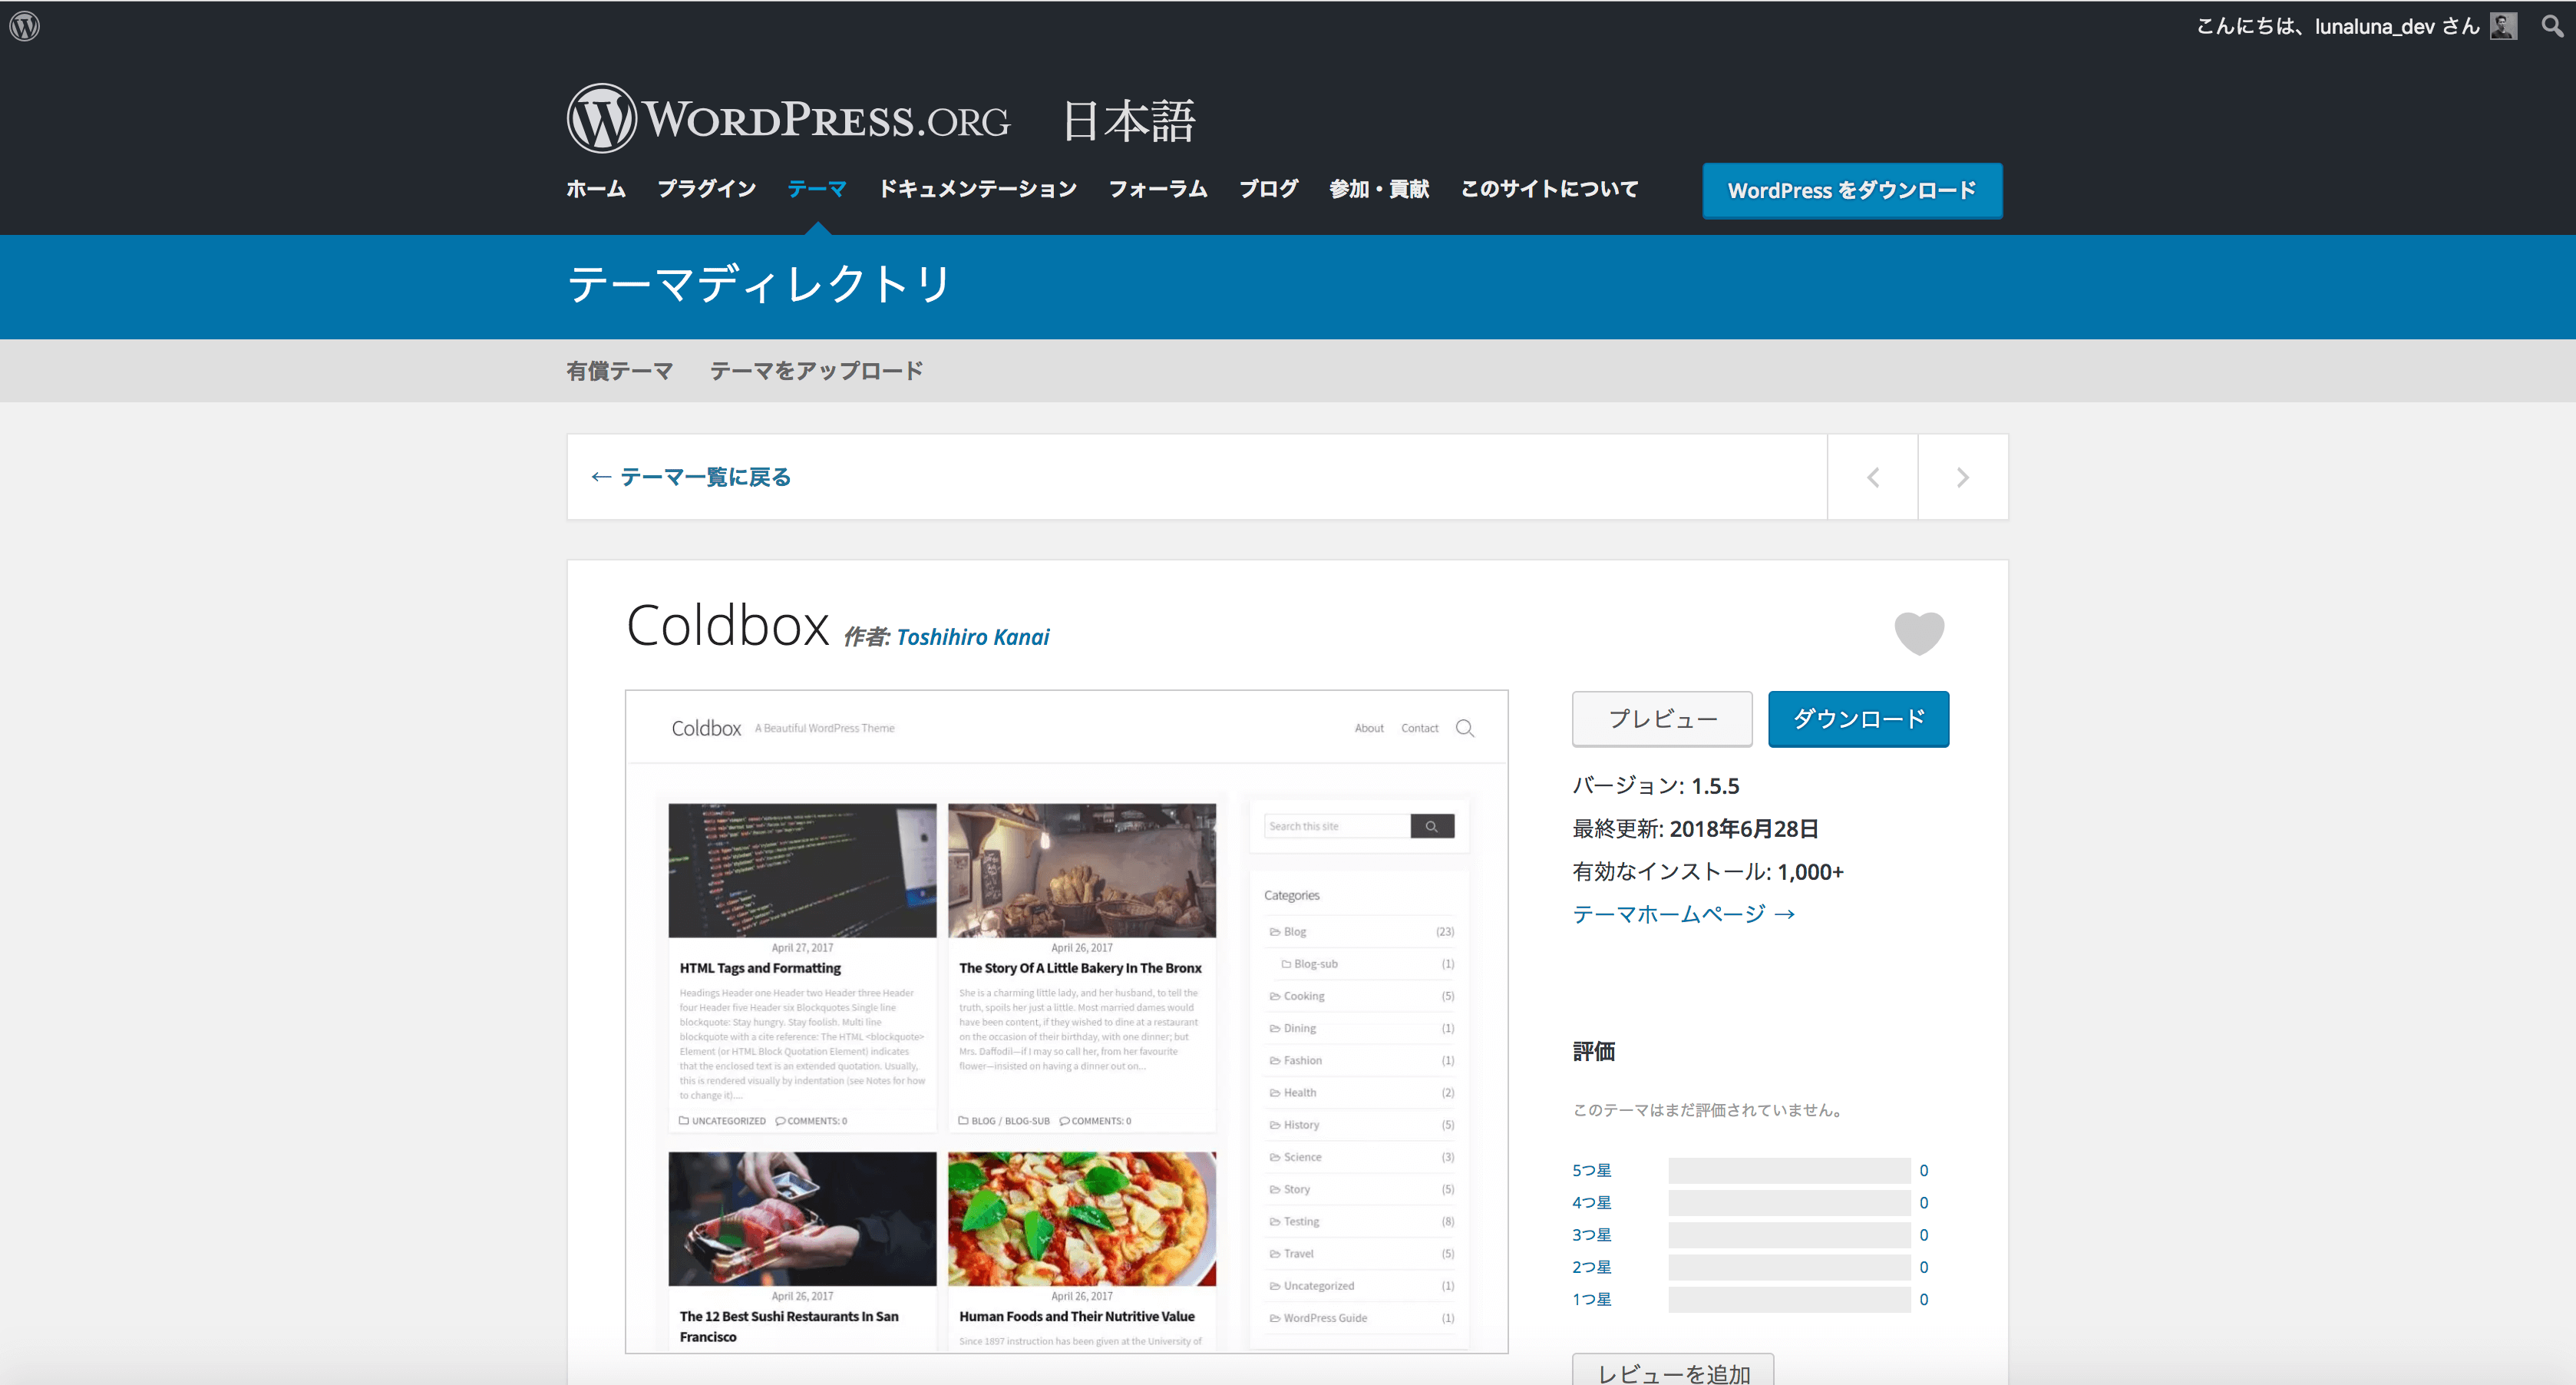 こんにちは、lunaluna_dev さん
WORDPRESS.ORG 日本語
ホーム プラグイン テーマ ドキュメンテーション フォーラム ブログ 参加・貢献 このサイトについて WordPress をダウンロード
テーマディレクトリ
有償テーマ テーマをアップロード
← テーマ一覧に戻る
Coldbox 作者: Toshihiro Kanai
プレビュー ダウンロード
バージョン: 1.5.5
最終更新: 2018年6月28日
有効なインストール: 1,000+
テーマホームページ →
評価
このテーマはまだ評価されていません。
5つ星 0
4つ星 0
3つ星 0
2つ星 0
1つ星 0
レビューを追加
Coldbox A Beautiful WordPress Theme About Contact
April 27, 2017
HTML Tags and Formatting
Headings Header one Header two Header three Header
four Header five Header six Blockquotes Single line
blockquote: Stay hungry. Stay foolish. Multi line
blockquote with a cite reference: The HTML <blockquote>
Element (or HTML Block Quotation Element) indicates
that the enclosed text is an extended quotation. Usually,
this is rendered visually by indentation (see Notes for how
to change it)....
UNCATEGORIZED COMMENTS: 0
April 26, 2017
The Story Of A Little Bakery In The Bronx
She is a charming little lady, and her husband, to tell the
truth, spoils her just a little. Most married dames would
have been content, if they wished to dine at a restaurant
on the occasion of their birthday, with one dinner; but
Mrs. Daffodil—if I may so call her, from her favourite
flower—insisted on having a dinner out on...
BLOG / BLOG-SUB COMMENTS: 0
April 26, 2017
The 12 Best Sushi Restaurants In San
Francisco
April 26, 2017
Human Foods and Their Nutritive Value
Since 1897 instruction has been given at the University of
Search this site
Categories
Blog (23)
Blog-sub (1)
Cooking (5)
Dining (1)
Fashion (1)
Health (2)
History (5)
Science (3)
Story (5)
Testing (8)
Travel (5)
Uncategorized (1)
WordPress Guide (1)